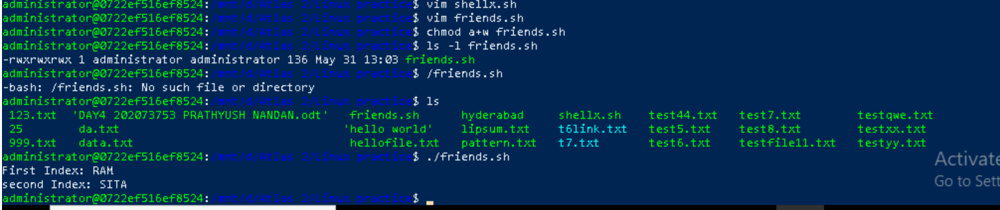 administrator@0722ef516ef8524:/mnt/d/Atlas 2/Linux practice$ vim shellx.sh
administrator@0722ef516ef8524:/mnt/d/Atlas 2/Linux practice$ vim friends.sh
administrator@0722ef516ef8524:/mnt/d/Atlas 2/Linux practice$ chmod a+w friends.sh
administrator@0722ef516ef8524:/mnt/d/Atlas 2/Linux practice$ ls -l friends.sh
-rwxrwxrwx 1 administrator administrator 136 May 31 13:03 friends.sh
administrator@0722ef516ef8524:/mnt/d/Atlas 2/Linux practice$ /friends.sh
-bash: /friends.sh: No such file or directory
administrator@0722ef516ef8524:/mnt/d/Atlas 2/Linux practice$ ls
123.txt 'DAY4 202073753 PRATHYUSH NANDAN.odt' friends.sh hyderabad shellx.sh test44.txt test7.txt testqwe.txt
25 da.txt 'hello world' lipsum.txt t6link.txt test5.txt test8.txt testxx.txt
999.txt data.txt hellofile.txt pattern.txt t7.txt test6.txt testfile11.txt testyy.txt
administrator@0722ef516ef8524:/mnt/d/Atlas 2/Linux practice$ ./friends.sh
First Index: RAM
second Index: SITA
administrator@0722ef516ef8524:/mnt/d/Atlas 2/Linux practice$
Activate
Go to Sett